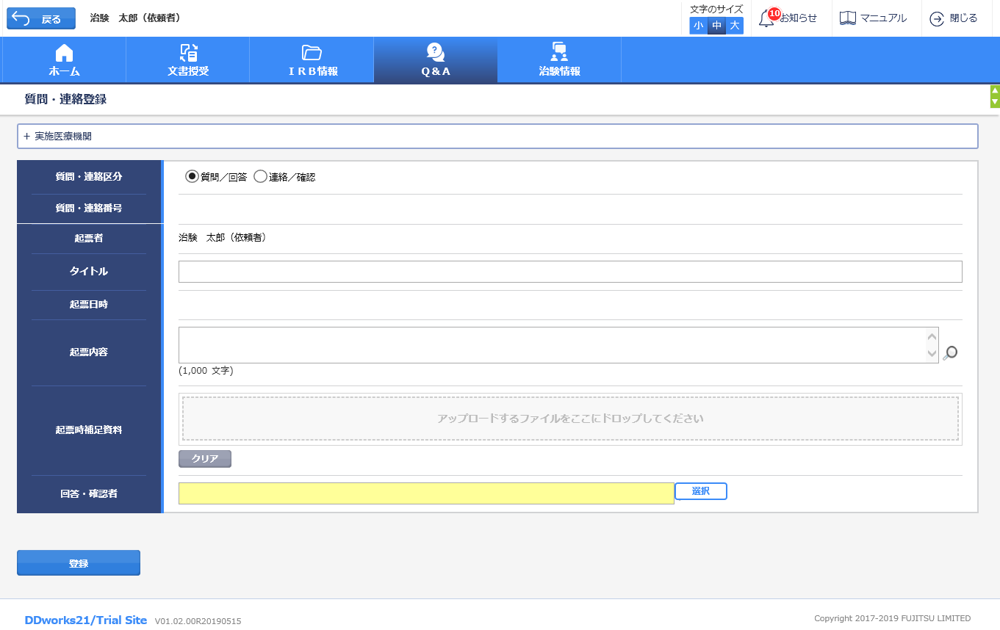 戻る 治験　太郎（依頼者） 文字のサイズ
小 中 大 10 お知らせ マニュアル 閉じる
ホーム 文書授受 ＩＲＢ情報 Ｑ＆Ａ 治験情報
質問・連絡登録
+ 実施医療機関
質問・連絡区分 質問／回答 連絡／確認
質問・連絡番号
起票者 治験　太郎（依頼者）
タイトル
起票日時
起票内容
(1,000 文字)
起票時補足資料 アップロードするファイルをここにドロップしてください
クリア
回答・確認者 選択
登録
DDworks21/Trial Site V01.02.00R20190515 Copyright 2017-2019 FUJITSU LIMITED